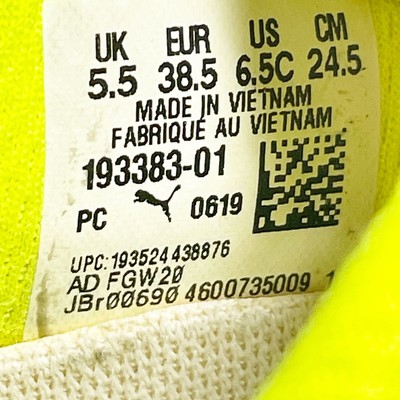 UK EUR US CM
5.5 38.5 6.5C 24.5
MADE IN VIETNAM
FABRIQUÉ AU VIETNAM
193383-01
PC 0619
UPC: 193524438876
AD FGW20
JBr00690 4600735009